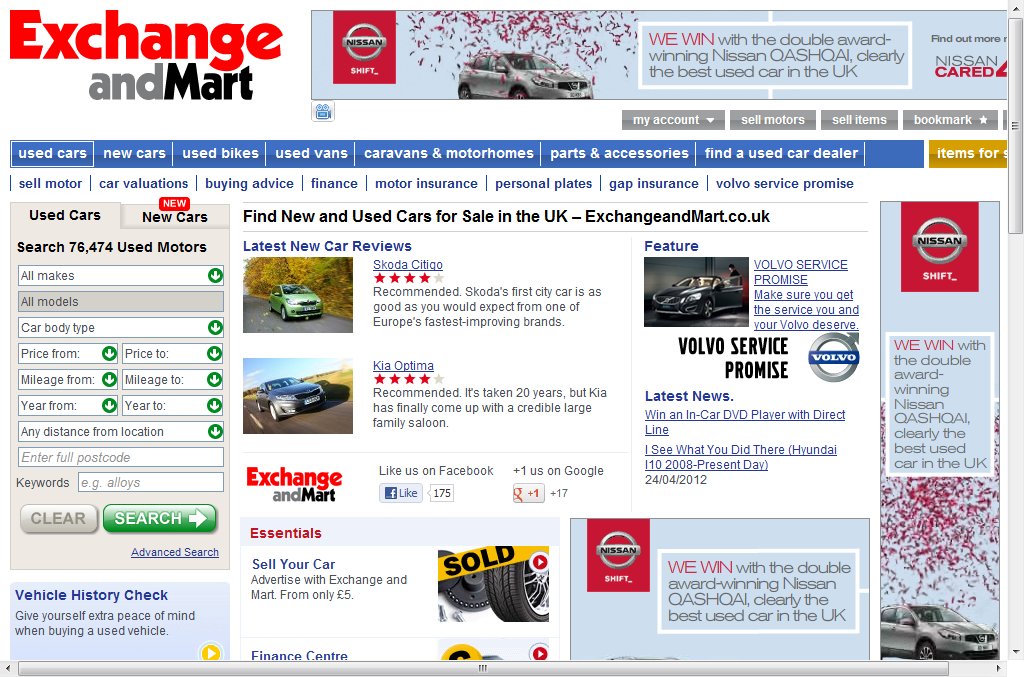 Exchange
andMart
NISSAN
SHIFT_
WE WIN with the double award-
winning Nissan QASHQAI, clearly
the best used car in the UK
Find out more
NISSAN
CARED4
my account
sell motors
sell items
bookmark
used cars
new cars
used bikes
used vans
caravans & motorhomes
parts & accessories
find a used car dealer
items for s
sell motor
car valuations
buying advice
finance
motor insurance
personal plates
gap insurance
volvo service promise
Used Cars
NEW
New Cars
Search 76,474 Used Motors
All makes
All models
Car body type
Price from:
Price to:
Mileage from:
Mileage to:
Year from:
Year to:
Any distance from location
Enter full postcode
Keywords
e.g. alloys
CLEAR
SEARCH
Advanced Search
Vehicle History Check
Give yourself extra peace of mind
when buying a used vehicle.
Find New and Used Cars for Sale in the UK – ExchangeandMart.co.uk
Latest New Car Reviews
Skoda Citigo
Recommended. Skoda's first city car is as
good as you would expect from one of
Europe's fastest-improving brands.
Kia Optima
Recommended. It's taken 20 years, but Kia
has finally come up with a credible large
family saloon.
Exchange
andMart
Like us on Facebook
Like
175
+1 us on Google
+1
+17
Feature
VOLVO SERVICE
PROMISE
Make sure you get
the service you and
your Volvo deserve.
VOLVO SERVICE
PROMISE
VOLVO
Latest News.
Win an In-Car DVD Player with Direct
Line
I See What You Did There (Hyundai
I10 2008-Present Day)
24/04/2012
Essentials
Sell Your Car
Advertise with Exchange and
Mart. From only £5.
SOLD
Finance Centre
NISSAN
SHIFT_
WE WIN with the double
award-winning Nissan
QASHQAI, clearly the
best used car in the UK
NISSAN
SHIFT_
WE WIN with
the double
award-
winning
Nissan
QASHQAI,
clearly the
best used
car in the UK